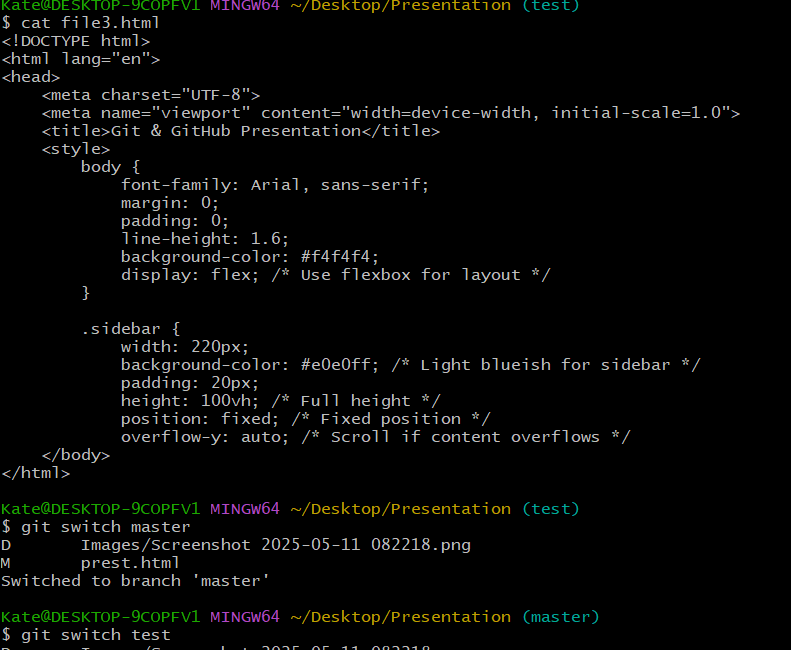 Kate@DESKTOP-9COPFV1 MINGW64 ~/Desktop/Presentation (test)
$ cat file3.html
<!DOCTYPE html>
<html lang="en">
<head>
    <meta charset="UTF-8">
    <meta name="viewport" content="width=device-width, initial-scale=1.0">
    <title>Git & GitHub Presentation</title>
    <style>
        body {
            font-family: Arial, sans-serif;
            margin: 0;
            padding: 0;
            line-height: 1.6;
            background-color: #f4f4f4;
            display: flex; /* Use flexbox for layout */
        }

        .sidebar {
            width: 220px;
            background-color: #e0e0ff; /* Light blueish for sidebar */
            padding: 20px;
            height: 100vh; /* Full height */
            position: fixed; /* Fixed position */
            overflow-y: auto; /* Scroll if content overflows */
    </body>
</html>

Kate@DESKTOP-9COPFV1 MINGW64 ~/Desktop/Presentation (test)
$ git switch master
D       Images/Screenshot 2025-05-11 082218.png
M       prest.html
Switched to branch 'master'

Kate@DESKTOP-9COPFV1 MINGW64 ~/Desktop/Presentation (master)
$ git switch test